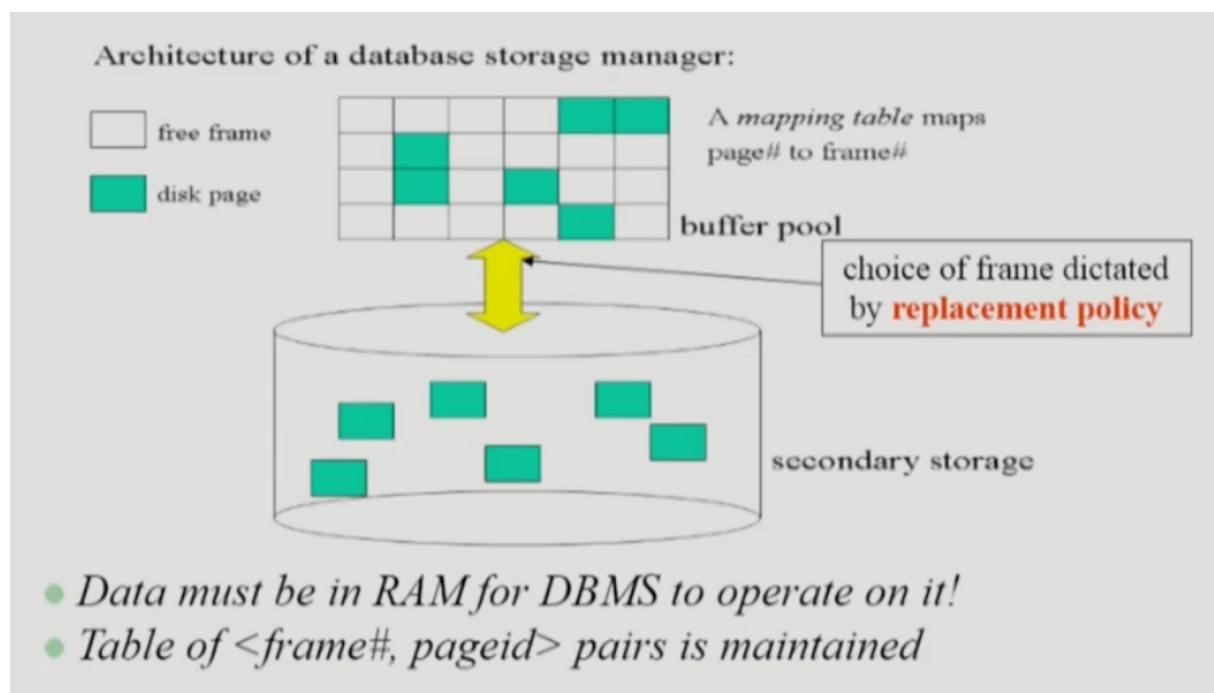 Architecture of a database storage manager:
free frame
disk page
A mapping table maps
page# to frame#
buffer pool
choice of frame dictated
by replacement policy
secondary storage
Data must be in RAM for DBMS to operate on it!
Table of <frame#, pageid> pairs is maintained